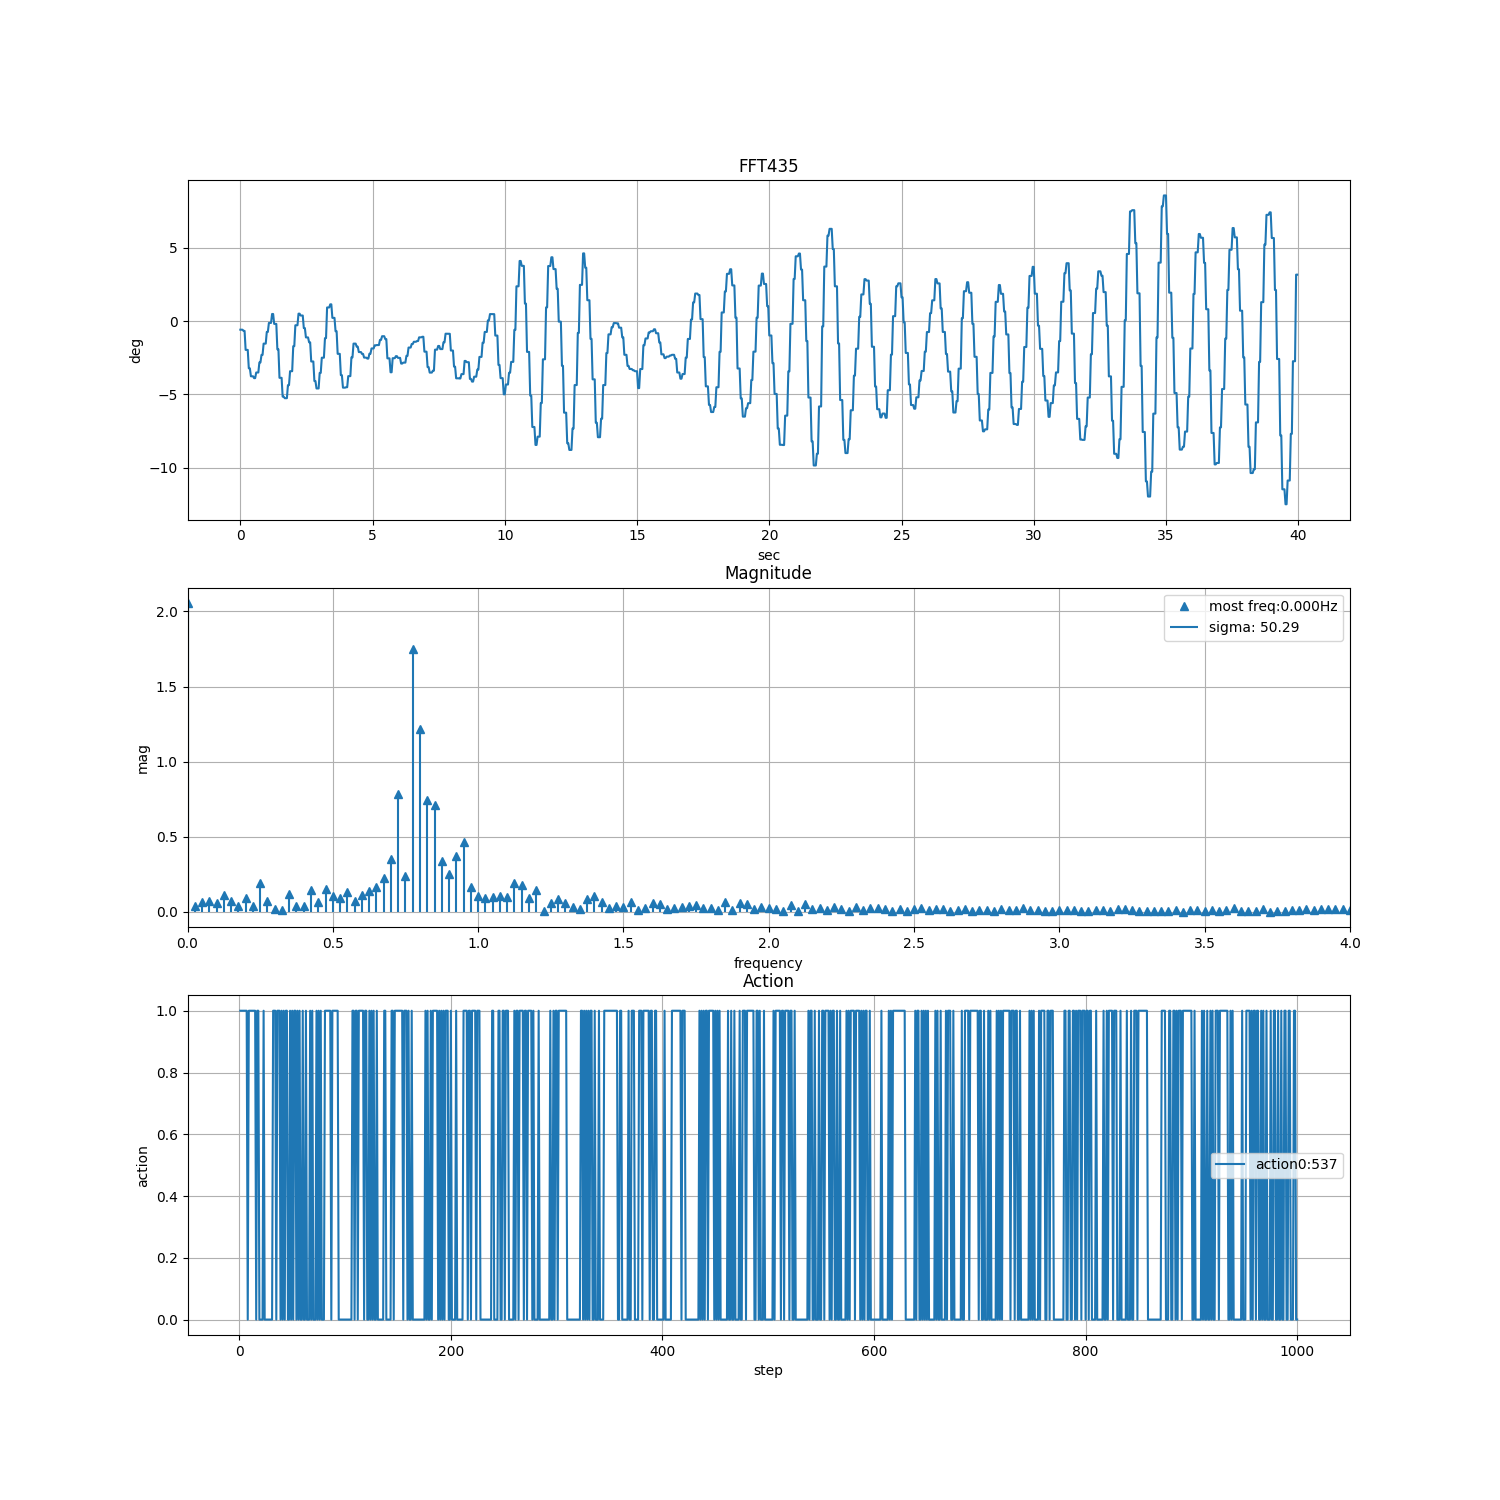 FFT435
5
0
−5
−10
deg
0 5 10 15 20 25 30 35 40
sec
Magnitude
2.0
1.5
1.0
0.5
0.0
mag
most freq:0.000Hz
sigma: 50.29
0.0 0.5 1.0 1.5 2.0 2.5 3.0 3.5 4.0
frequency
Action
1.0
0.8
0.6
0.4
0.2
0.0
action
action0:537
0 200 400 600 800 1000
step